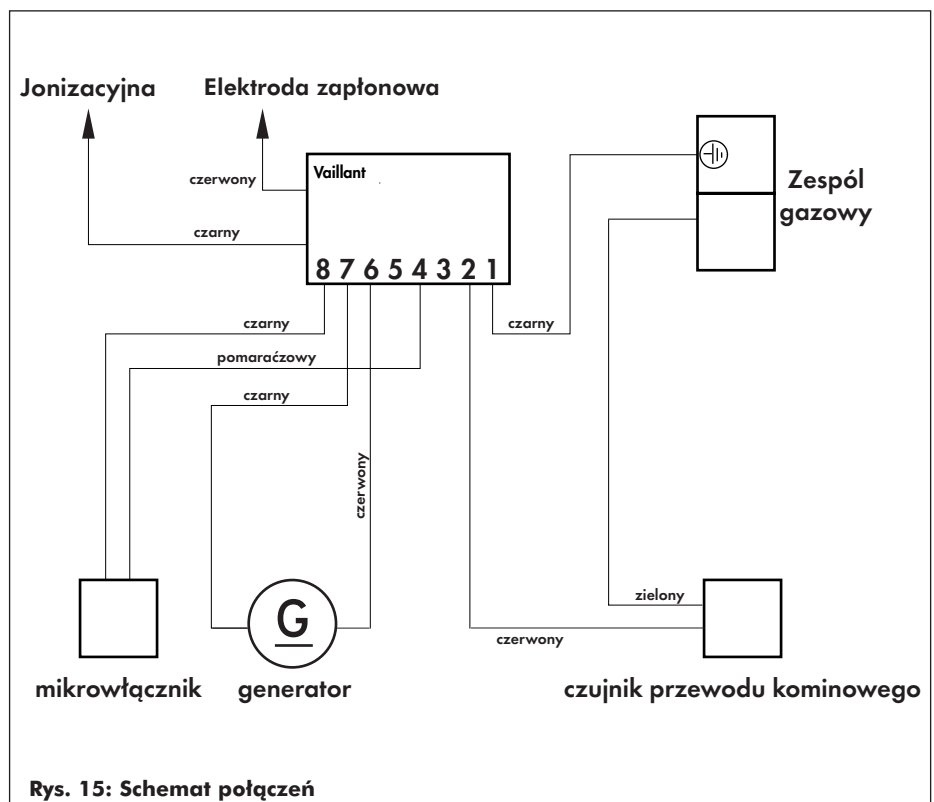 Jonizacyjna
Elektroda zapłonowa
czerwony
czarny
Vaillant
8 7 6 5 4 3 2 1
Zespól
gazowy
czarny
pomaraćzowy
czarny
czerwony
czarny
zielony
czerwony
G
mikrowłącznik
generator
czujnik przewodu kominowego
Rys. 15: Schemat połączeń